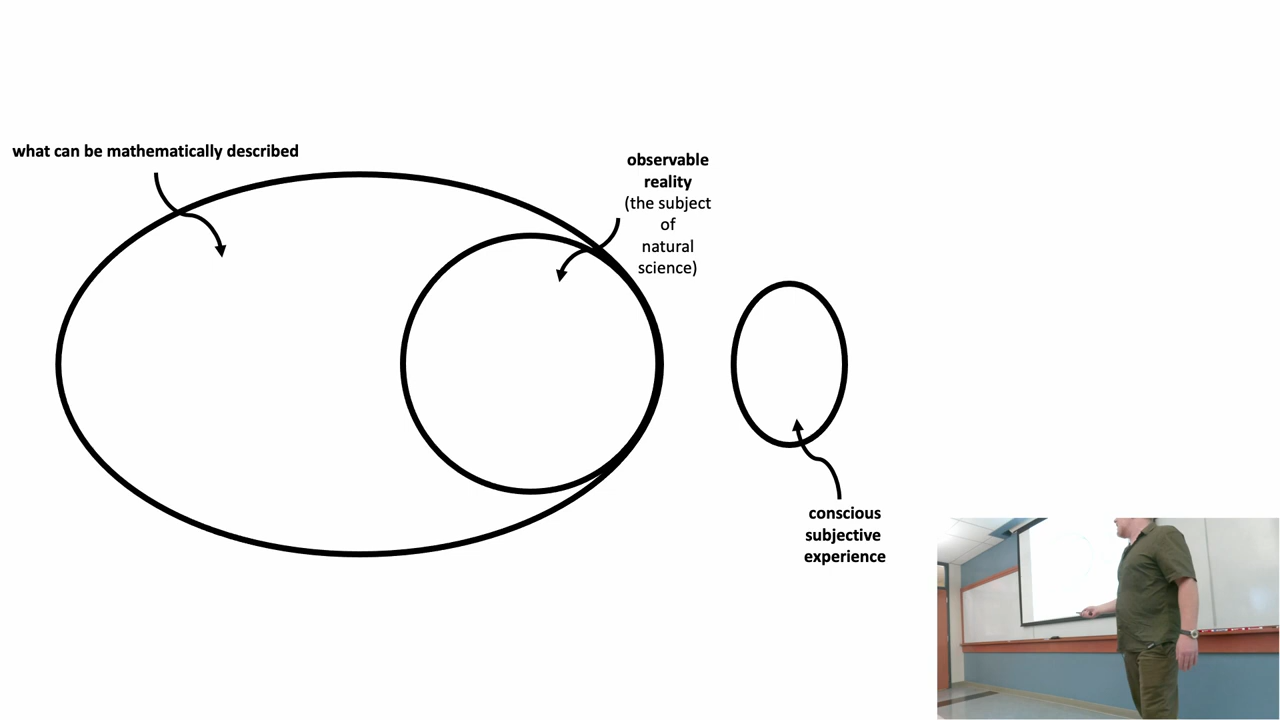 what can be mathematically described
observable
reality
(the subject
of
natural
science)
conscious
subjective
experience